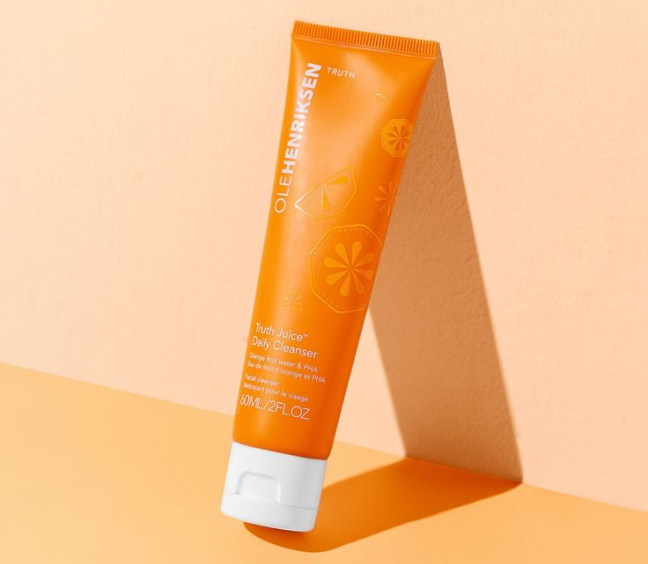 OLEHENRIKSEN
TRUTH
Truth Juice™
Daily Cleanser
Orange fruit water & PHA
Eau de fruit d'orange et PHA
Facial cleanser
Nettoyant pour le visage
60ML/2FL.OZ.